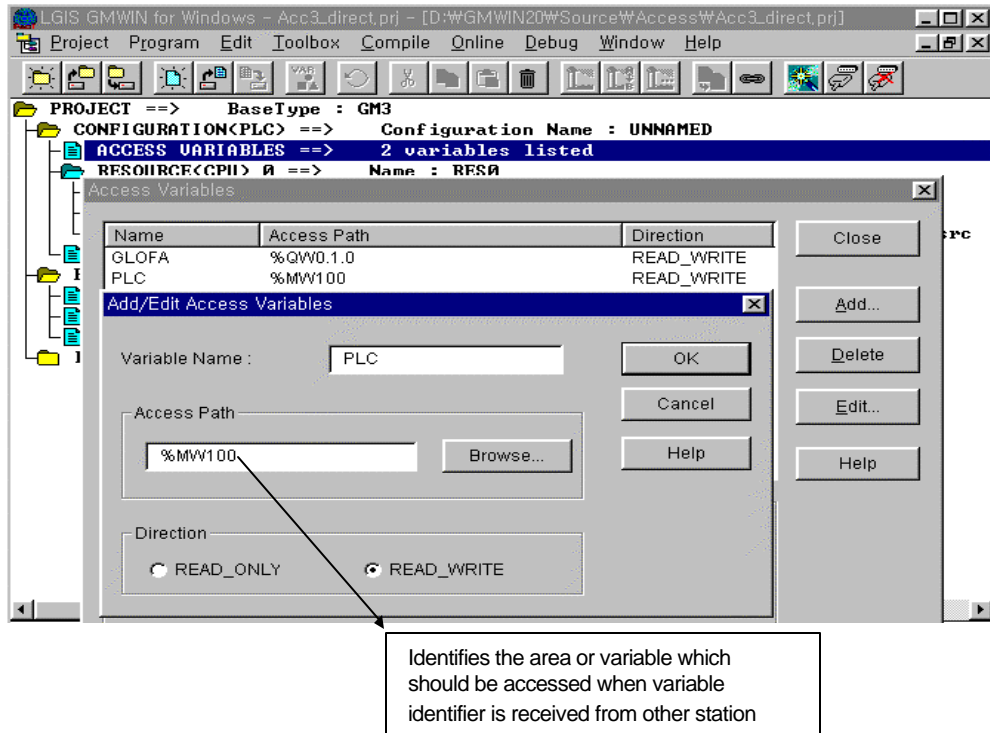 LGIS GMWIN for Windows - Acc3_direct.prj - [D:₩GMWIN20₩Source₩Access₩Acc3_direct.prj]
Project Program Edit Toolbox Compile Online Debug Window Help
PROJECT ==> BaseType : GM3
CONFIGURATION(PLC) ==> Configuration Name : UNNAMED
ACCESS VARIABLES ==> 2 variables listed
RESOURCE(CPU) 0 ==> Name : RES0
Access Variables
Name Access Path Direction
GLOFA %QW0.1.0 READ_WRITE
PLC %MW100 READ_WRITE
Close
Add...
Delete
Edit...
Help
Add/Edit Access Variables
Variable Name : PLC
OK
Cancel
Help
Access Path
%MW100 Browse...
Direction
READ_ONLY READ_WRITE
Identifies the area or variable which
should be accessed when variable
identifier is received from other station